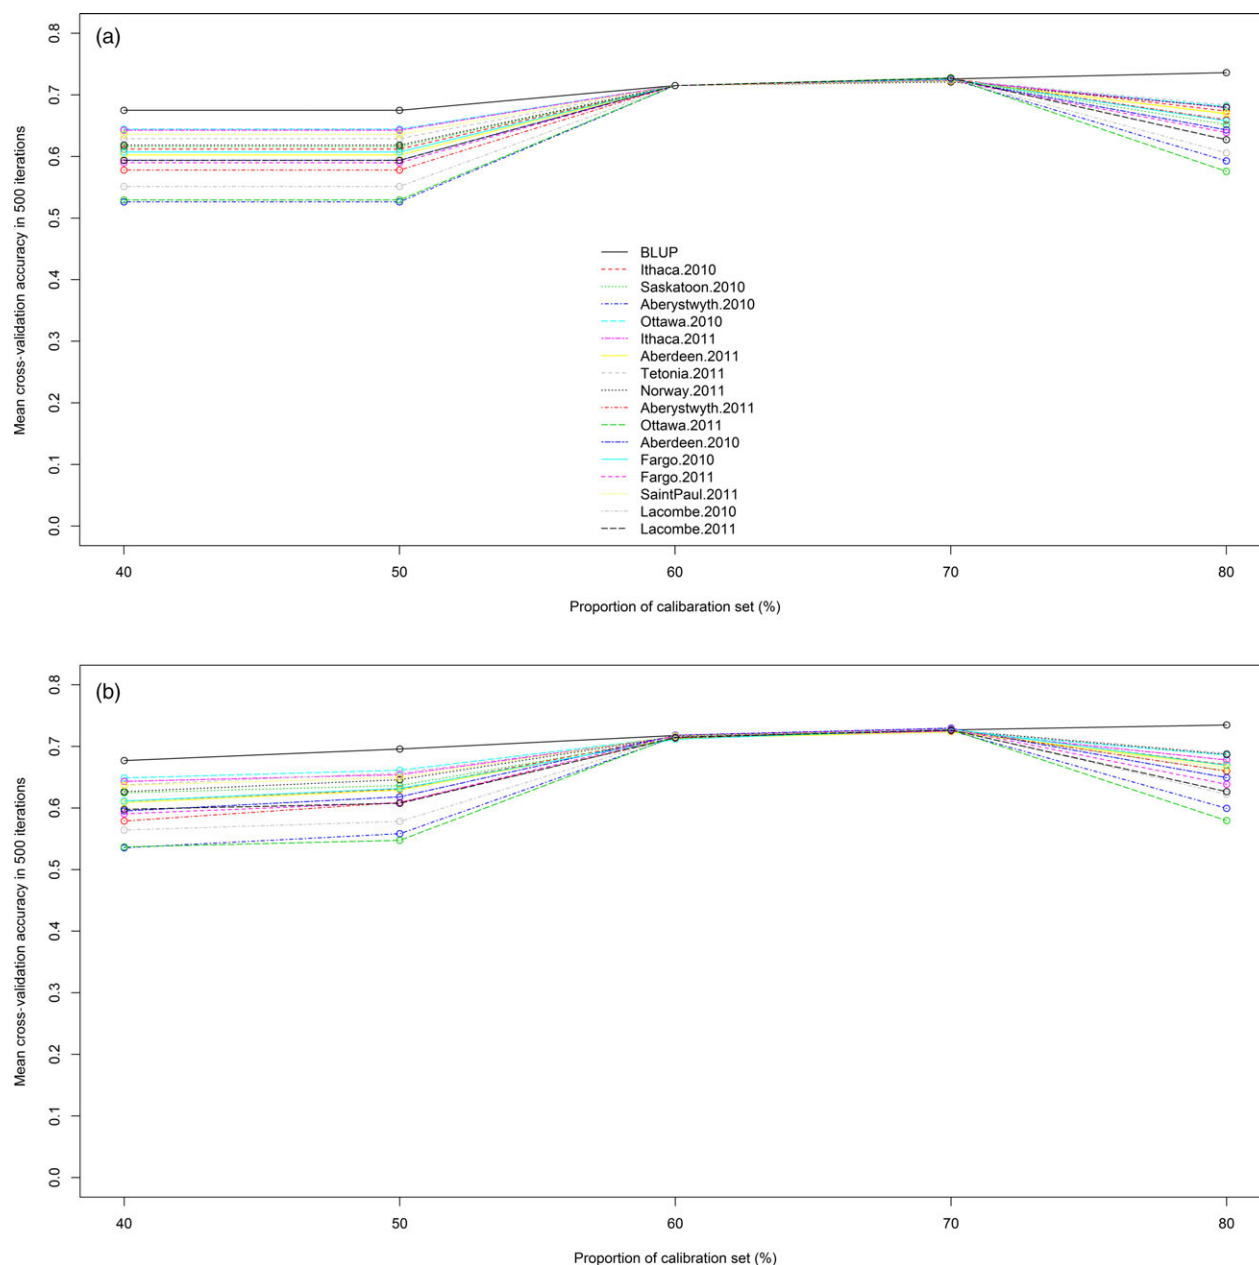 (a)
Mean cross-validation accuracy in 500 iterations
0.8
0.7
0.6
0.5
0.4
0.3
0.2
0.1
0.0
BLUP
Ithaca.2010
Saskatoon.2010
Aberystwyth.2010
Ottawa.2010
Ithaca.2011
Aberdeen.2011
Tetonia.2011
Norway.2011
Aberystwyth.2011
Ottawa.2011
Aberdeen.2010
Fargo.2010
Fargo.2011
SaintPaul.2011
Lacombe.2010
Lacombe.2011
40 50 60 70 80
Proportion of calibaration set (%)
(b)
Mean cross-validation accuracy in 500 iterations
0.8
0.7
0.6
0.5
0.4
0.3
0.2
0.1
0.0
40 50 60 70 80
Proportion of calibration set (%)